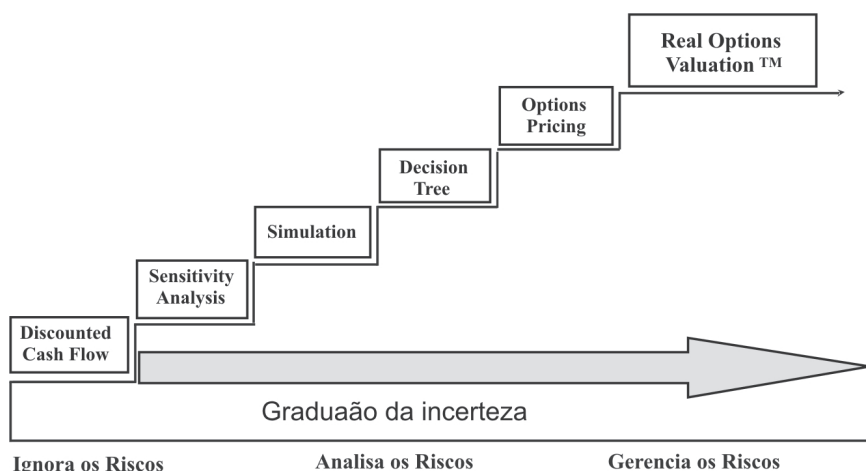 Real Options
Valuation ™
Options
Pricing
Decision
Tree
Simulation
Sensitivity
Analysis
Discounted
Cash Flow
Graduaão da incerteza
Ignora os Riscos
Analisa os Riscos
Gerencia os Riscos